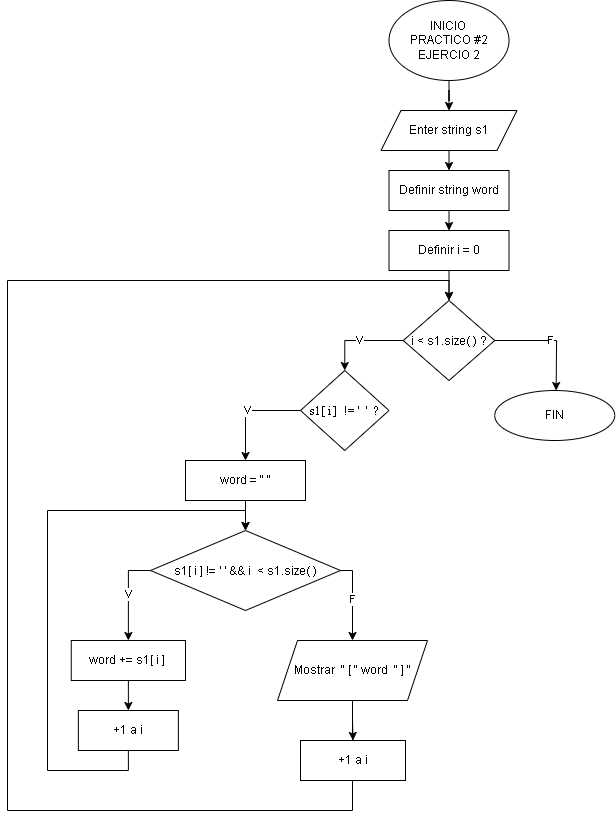 INICIO
PRACTICO #2
EJERCIO 2
Enter string s1
Definir string word
Definir i = 0
i < s1.size() ?
V
F
s1[ i ] != ' ' ?
FIN
V
word = " "
s1[ i ] != ' ' && i < s1.size()
V
F
word += s1[ i ]
Mostrar " [ " word " ] "
+1 a i
+1 a i